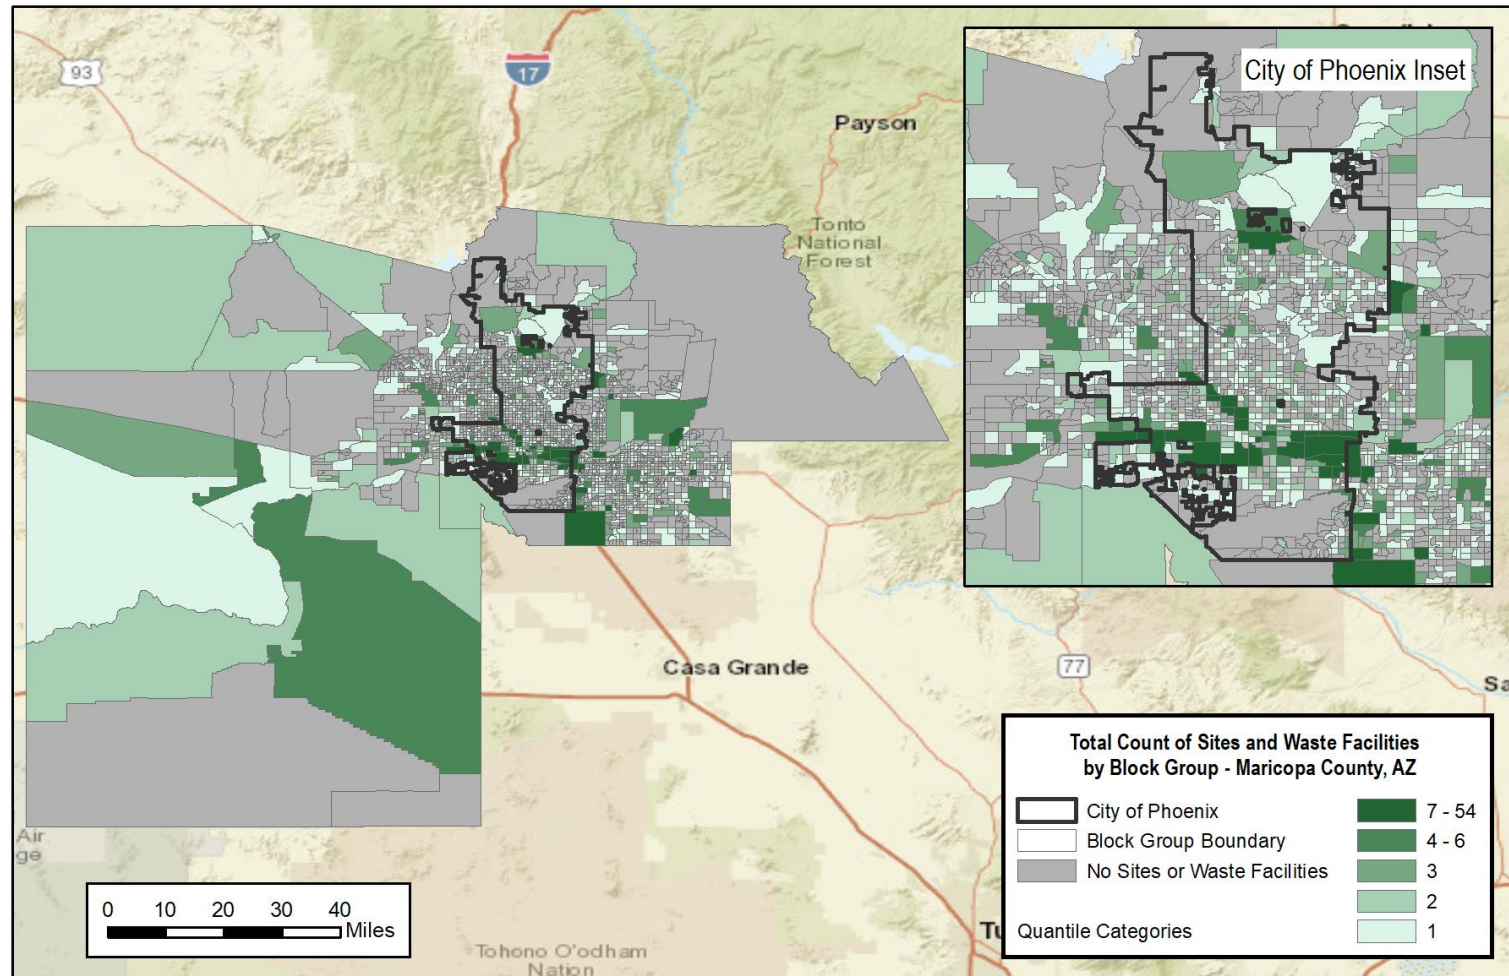 93
17
Payson
City of Phoenix Inset
Tonto
National
Forest
Casa Grande
77
Sa
Air
ge
Total Count of Sites and Waste Facilities
by Block Group - Maricopa County, AZ
City of Phoenix
Block Group Boundary
No Sites or Waste Facilities
Quantile Categories
7 - 54
4 - 6
3
2
1
0 10 20 30 40
Miles
Tohono O'odham
Nation
Tu